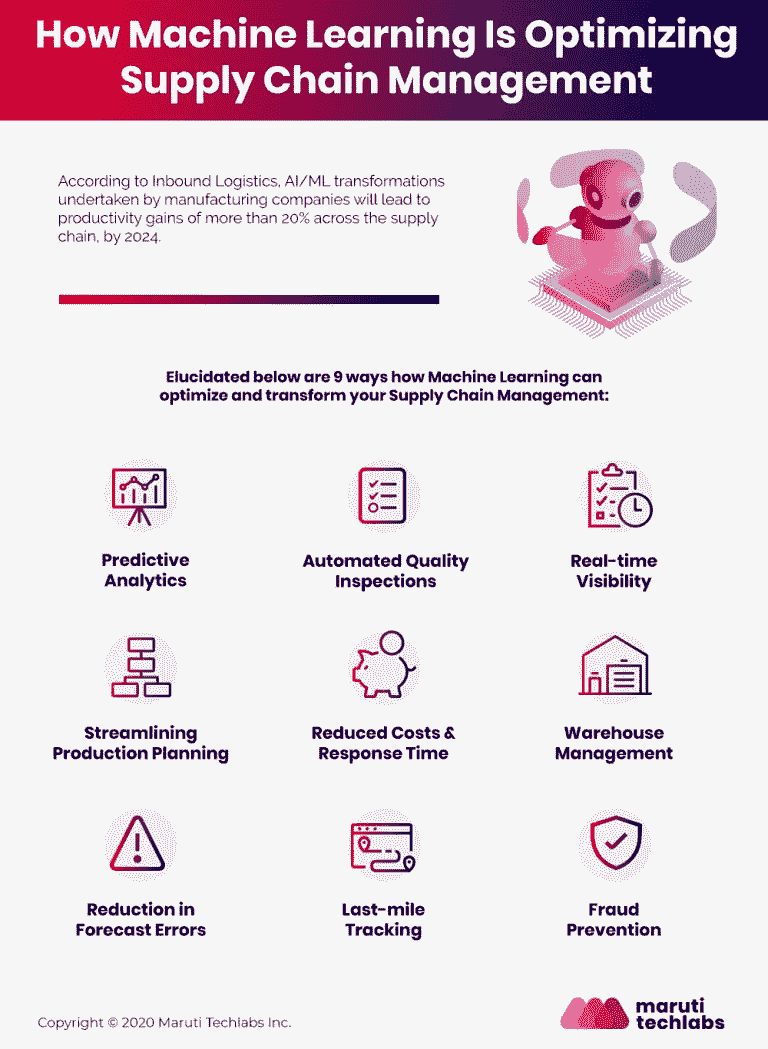 How Machine Learning Is Optimizing
Supply Chain Management
According to Inbound Logistics, AI/ML transformations
undertaken by manufacturing companies will lead to
productivity gains of more than 20% across the supply
chain, by 2024.
Elucidated below are 9 ways how Machine Learning can
optimize and transform your Supply Chain Management:
Predictive
Analytics
Automated Quality
Inspections
Real-time
Visibility
Streamlining
Production Planning
Reduced Costs &
Response Time
Warehouse
Management
Reduction in
Forecast Errors
Last-mile
Tracking
Fraud
Prevention
Copyright © 2020 Maruti Techlabs Inc.
maruti
techlabs